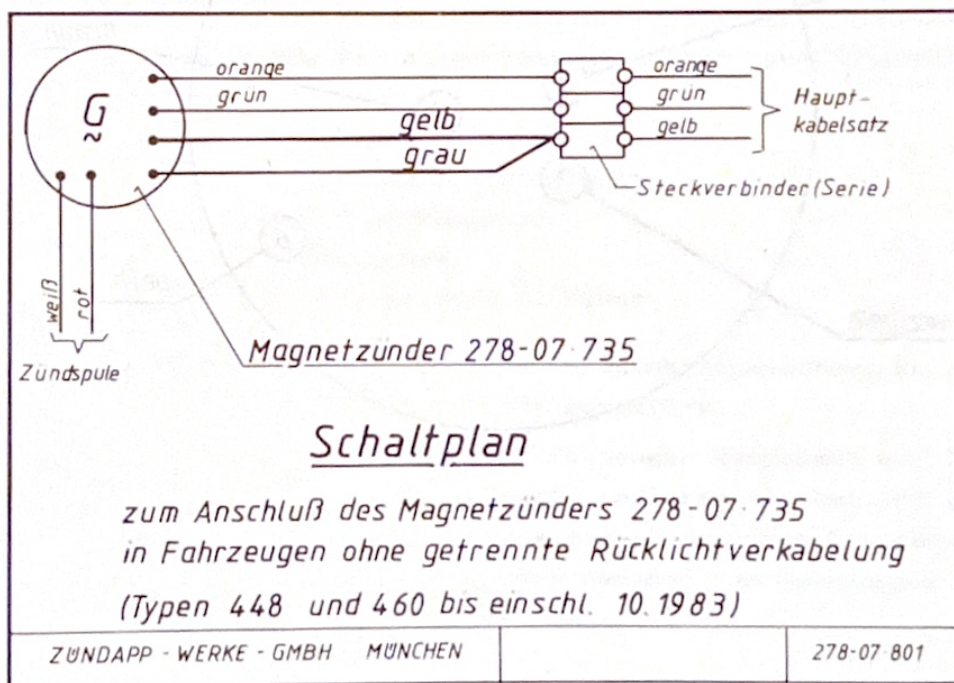 orange
grün
gelb
grau
orange
grün
gelb
Haupt-
kabelsatz
Steckverbinder (Serie)
G
~
weiß
rot
Zündspule
Magnetzünder 278-07·735
Schaltplan
zum Anschluß des Magnetzünders 278-07·735
in Fahrzeugen ohne getrennte Rücklichtverkabelung
(Typen 448 und 460 bis einschl. 10.1983)
ZÜNDAPP - WERKE - GMBH MÜNCHEN
278-07·801